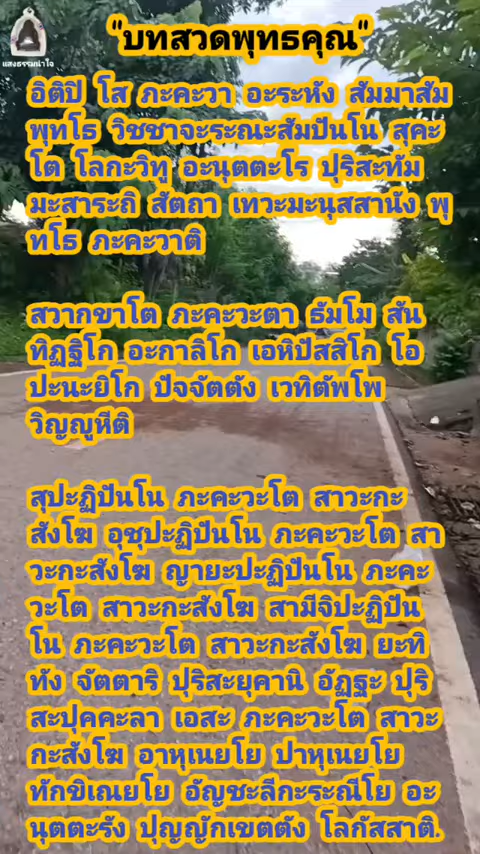 "บทสวดพุทธคุณ"
แสงธรรมนำใจ
อิติปิ โส ภะคะวา อะระหัง สัมมาสัม
พุทโธ วิชชาจะระณะสัมปันโน สุคะ
โต โลกะวิทู อะนุตตะโร ปุริสะทัม
มะสาระถิ สัตถา เทวะมะนุสสานัง พุ
ทโธ ภะคะวาติ
สวากขาโต ภะคะวะตา ธัมโม สัน
ทิฏฐิโก อะกาลิโก เอหิปัสสิโก โอ
ปะนะยิโก ปัจจัตตัง เวทิตัพโพ
วิญญูหีติ
สุปะฏิปันโน ภะคะวะโต สาวะกะ
สังโฆ อุชุปะฏิปันโน ภะคะวะโต สา
วะกะสังโฆ ญายะปะฏิปันโน ภะคะ
วะโต สาวะกะสังโฆ สามีจิปะฏิปัน
โน ภะคะวะโต สาวะกะสังโฆ ยะทิ
ทัง จัตตาริ ปุริสะยุคานิ อัฏฐะ ปุริ
สะปุคคะลา เอสะ ภะคะวะโต สาวะ
กะสังโฆ อาหุเนยโย ปาหุเนยโย
ทักขิเณยโย อัญชะลีกะระณีโย อะ
นุตตะรัง ปุญญักเขตตัง โลกัสสาติ.